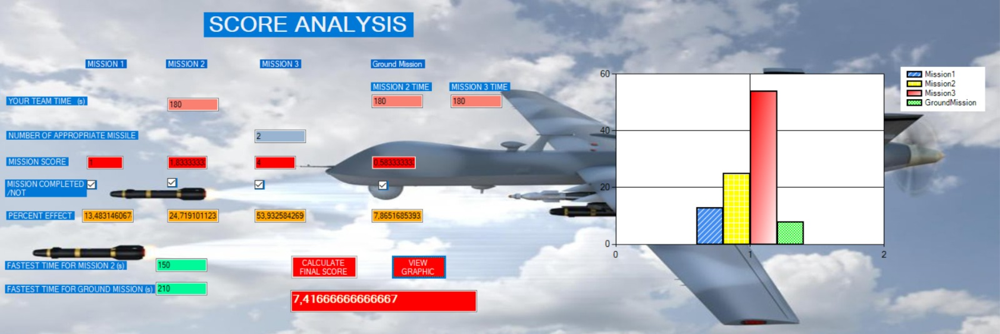 SCORE ANALYSIS
MISSION 1
MISSION 2
MISSION 3
Ground Mission
MISSION 2 TIME
MISSION 3 TIME
YOUR TEAM TIME (s)
180
180
180
NUMBER OF APPROPRIATE MISSILE
2
MISSION SCORE
1
1,8333333
4
0,58333333
MISSION COMPLETED
/NOT
PERCENT EFFECT
13,483146067
24,719101123
53,932584269
7,8651685393
FASTEST TIME FOR MISSION 2 (s)
150
FASTEST TIME FOR GROUND MISSION (s)
210
CALCULATE
FINAL SCORE
VIEW
GRAPHIC
7,41666666666667
60
40
20
0
0
1
2
Mission1
Mission2
Mission3
GroundMission